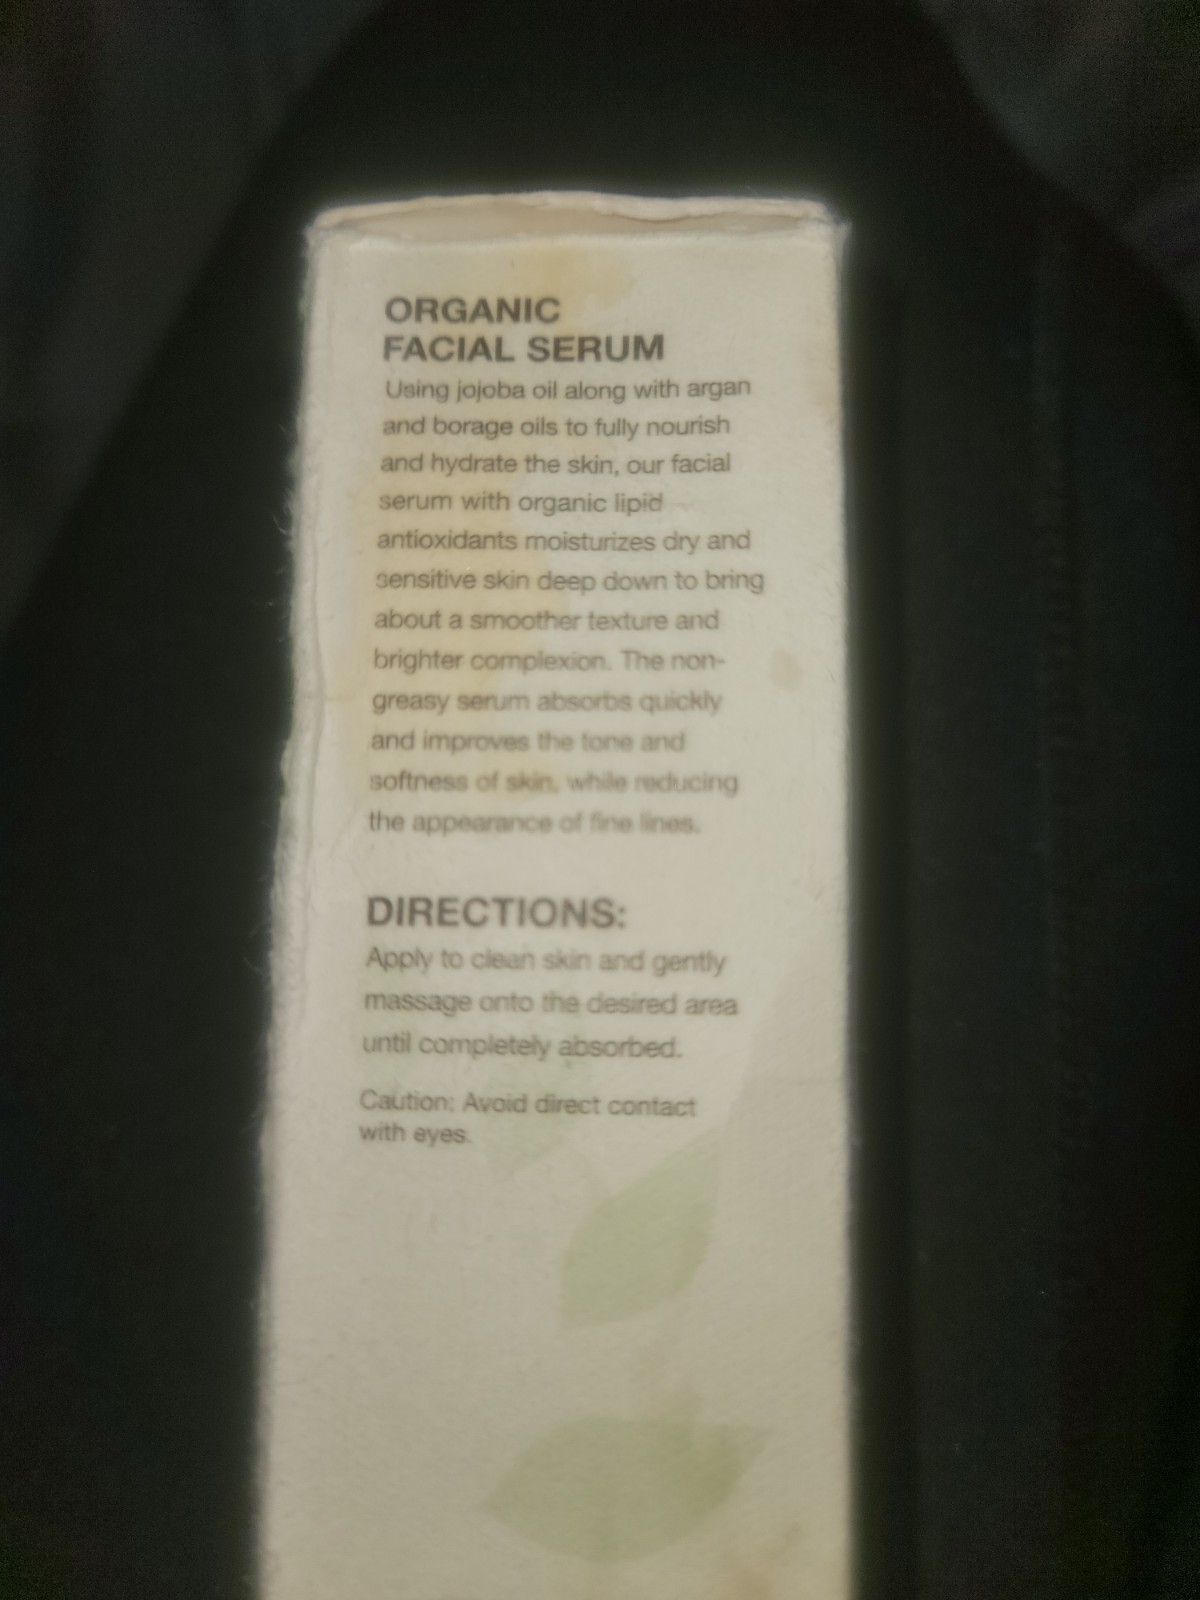 ORGANIC
FACIAL SERUM
Using jojoba oil along with argan
and borage oils to fully nourish
and hydrate the skin, our facial
serum with organic lipid
antioxidants moisturizes dry and
sensitive skin deep down to bring
about a smoother texture and
brighter complexion. The non-
greasy serum absorbs quickly
and improves the tone and
softness of skin, while reducing
the appearance of fine lines.
DIRECTIONS:
Apply to clean skin and gently
massage onto the desired area
until completely absorbed.
Caution: Avoid direct contact
with eyes.